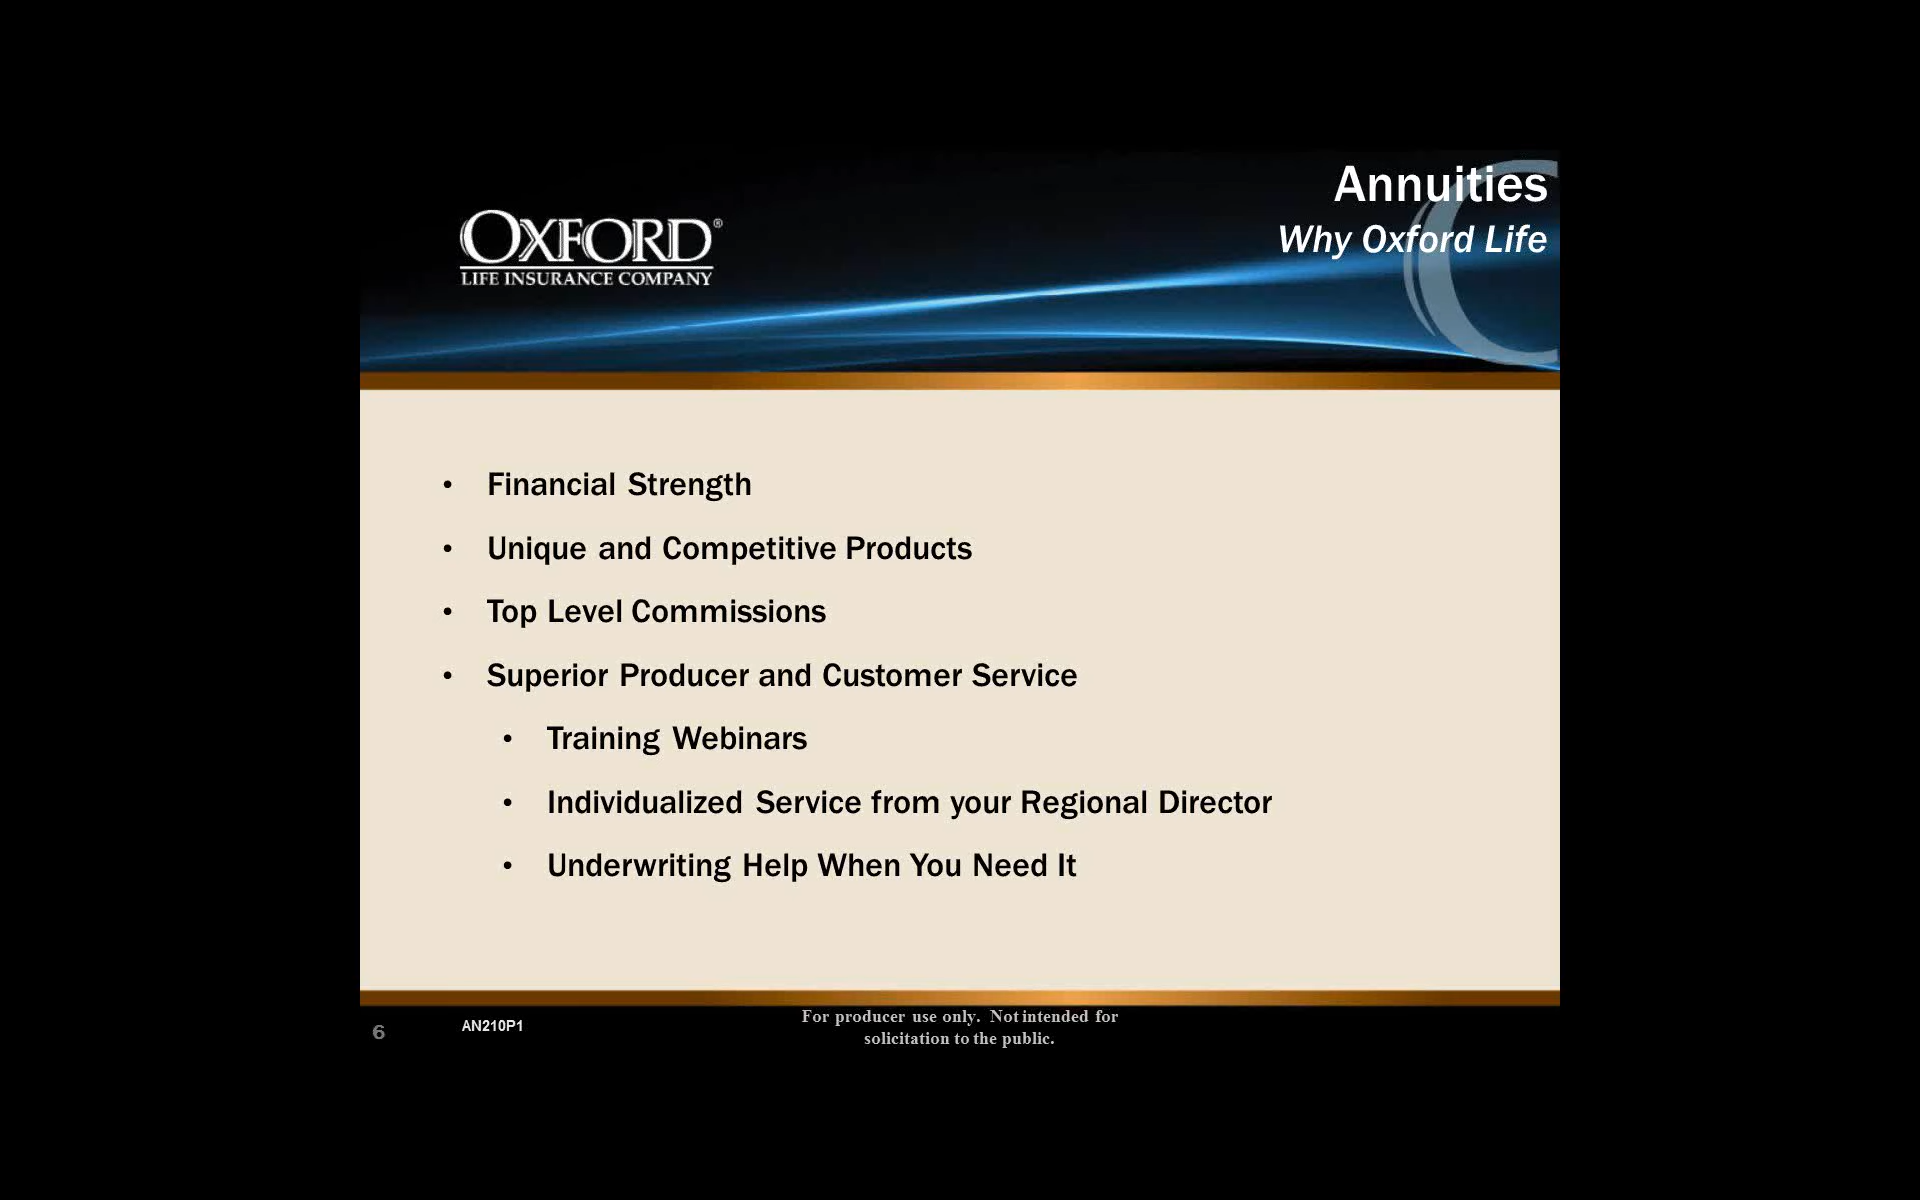 Annuities
Why Oxford Life
OXFORD®
LIFE INSURANCE COMPANY
• Financial Strength
• Unique and Competitive Products
• Top Level Commissions
• Superior Producer and Customer Service
• Training Webinars
• Individualized Service from your Regional Director
• Underwriting Help When You Need It
6
AN210P1
For producer use only. Not intended for
solicitation to the public.